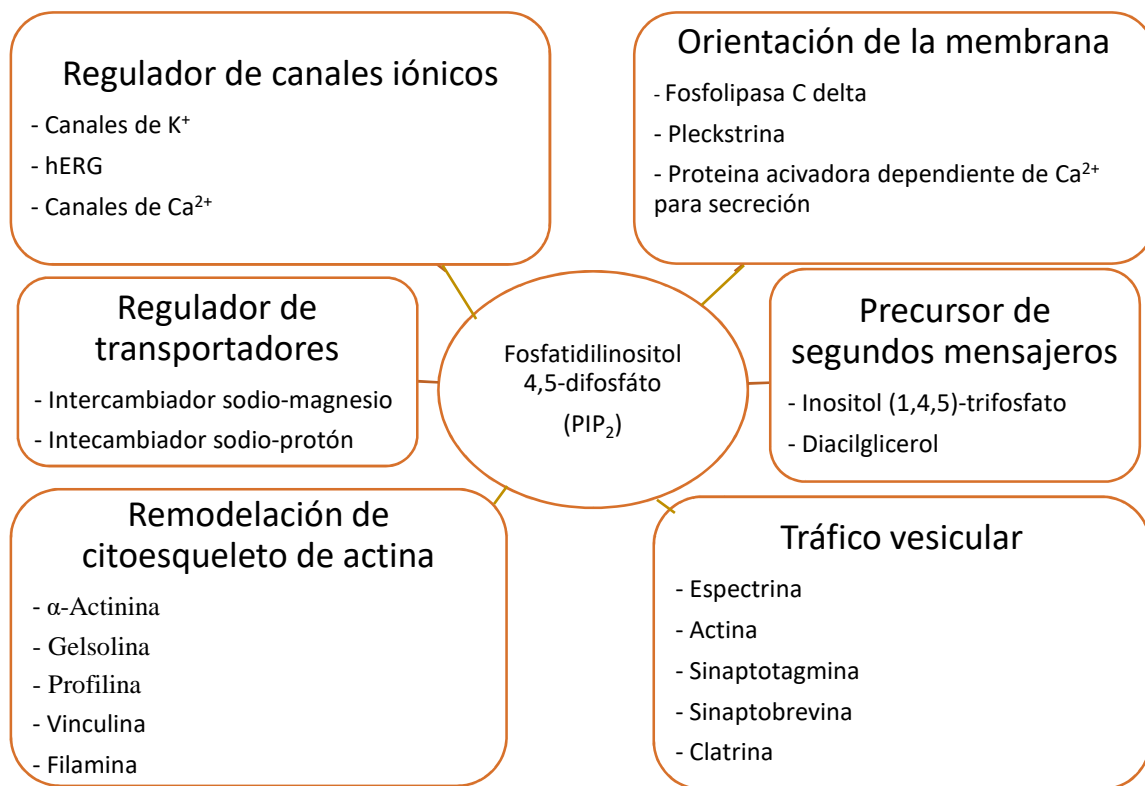 Regulador de canales iónicos
- Canales de K⁺
- hERG
- Canales de Ca²⁺
Orientación de la membrana
- Fosfolipasa C delta
- Pleckstrina
- Proteina acivadora dependiente de Ca²⁺
para secreción
Regulador de
transportadores
- Intercambiador sodio-magnesio
- Intecambiador sodio-protón
Fosfatidilinositol
4,5-difosfáto
(PIP₂)
Precursor de
segundos mensajeros
- Inositol (1,4,5)-trifosfato
- Diacilglicerol
Remodelación de
citoesqueleto de actina
- α-Actinina
- Gelsolina
- Profilina
- Vinculina
- Filamina
Tráfico vesicular
- Espectrina
- Actina
- Sinaptotagmina
- Sinaptobrevina
- Clatrina